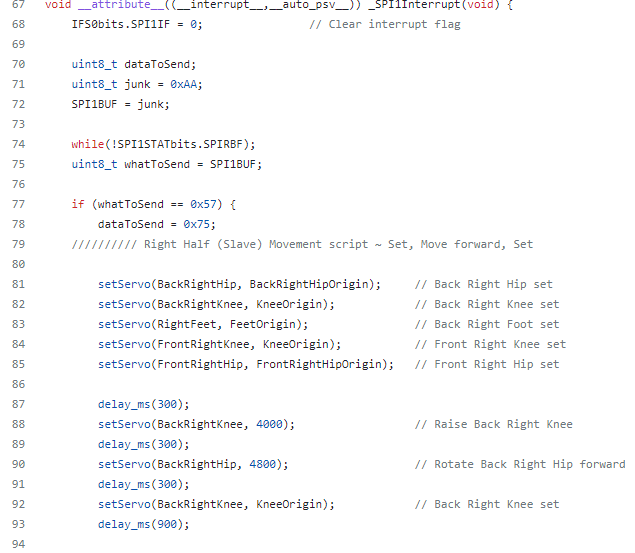 67 void __attribute__((__interrupt__,__auto_psv__)) _SPI1Interrupt(void) {
68 IFS0bits.SPI1IF = 0; // Clear interrupt flag
69
70 uint8_t dataToSend;
71 uint8_t junk = 0xAA;
72 SPI1BUF = junk;
73
74 while(!SPI1STATbits.SPIRBF);
75 uint8_t whatToSend = SPI1BUF;
76
77 if (whatToSend == 0x57) {
78 dataToSend = 0x75;
79 ////////// Right Half (Slave) Movement script ~ Set, Move forward, Set
80
81 setServo(BackRightHip, BackRightHipOrigin); // Back Right Hip set
82 setServo(BackRightKnee, KneeOrigin); // Back Right Knee set
83 setServo(RightFeet, FeetOrigin); // Back Right Foot set
84 setServo(FrontRightKnee, KneeOrigin); // Front Right Knee set
85 setServo(FrontRightHip, FrontRightHipOrigin); // Front Right Hip set
86
87 delay_ms(300);
88 setServo(BackRightKnee, 4000); // Raise Back Right Knee
89 delay_ms(300);
90 setServo(BackRightHip, 4800); // Rotate Back Right Hip forward
91 delay_ms(300);
92 setServo(BackRightKnee, KneeOrigin); // Back Right Knee set
93 delay_ms(900);
94